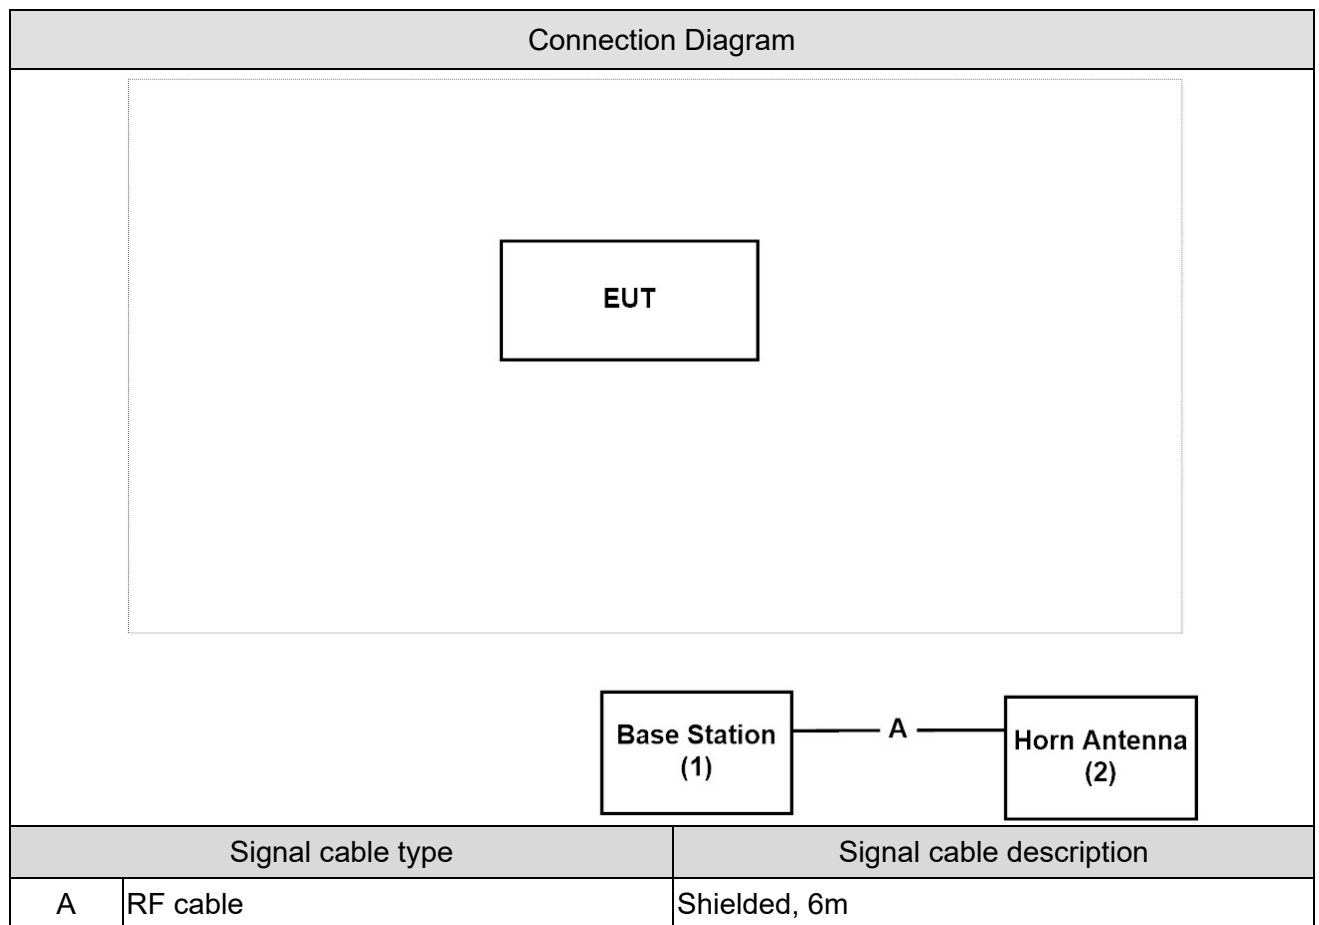 Connection Diagram
EUT
Base Station
(1)
A
Horn Antenna
(2)
Signal cable type
Signal cable description
A
RF cable
Shielded, 6m